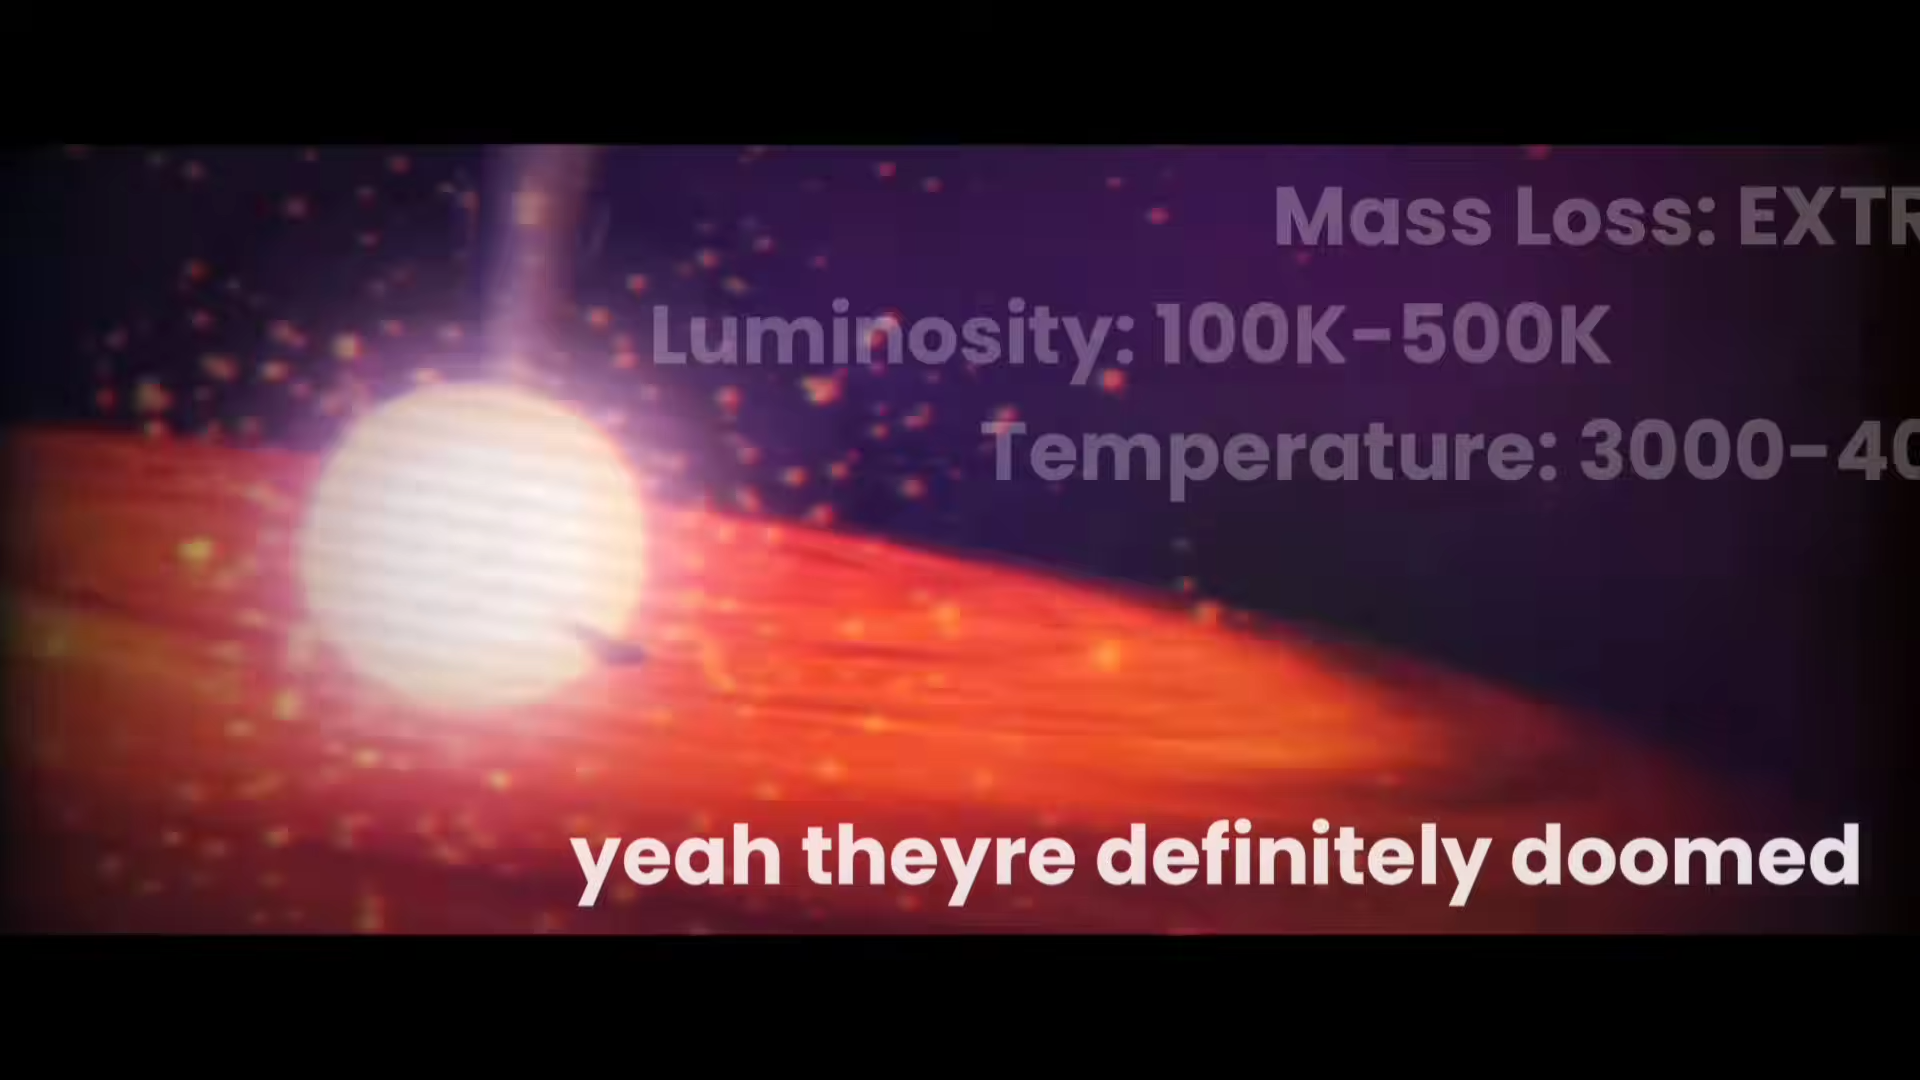 Mass Loss: EXTR
Luminosity: 100K-500K
Temperature: 3000-40
yeah theyre definitely doomed